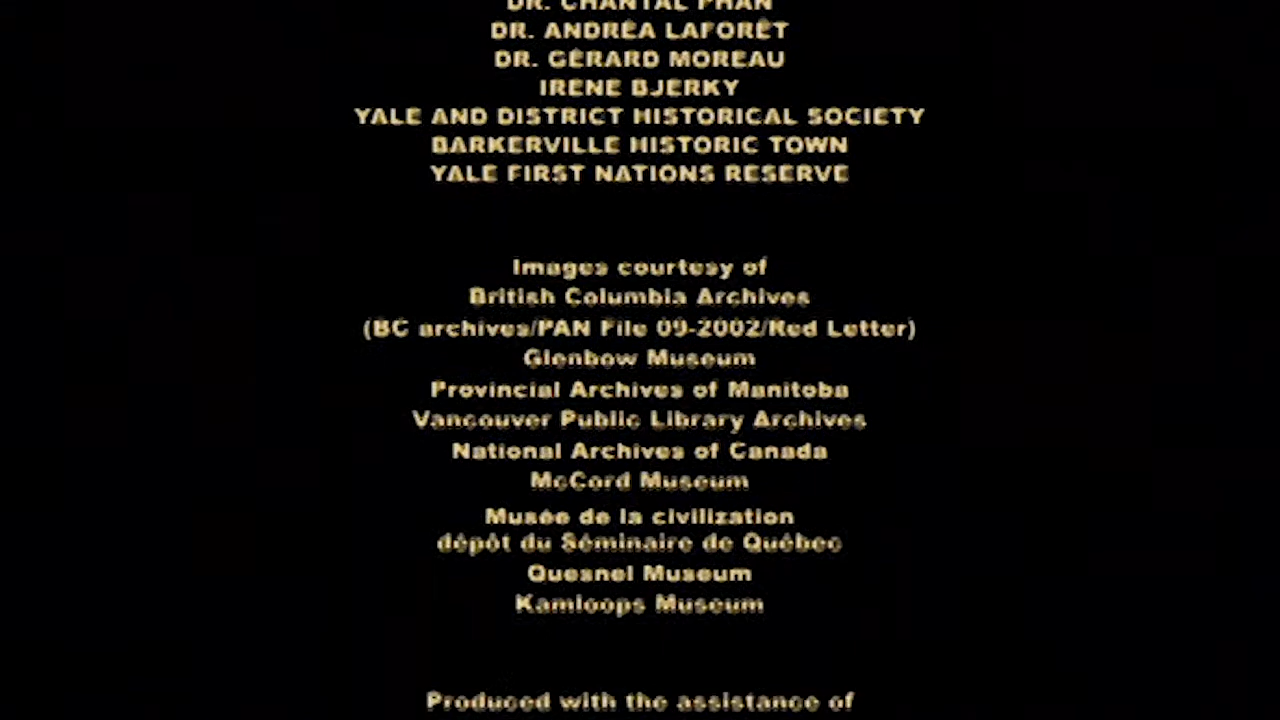 DR. CHANTAL PHAN
DR. ANDRÉA LAFORÊT
DR. GÉRARD MOREAU
IRENE BJERKY
YALE AND DISTRICT HISTORICAL SOCIETY
BARKERVILLE HISTORIC TOWN
YALE FIRST NATIONS RESERVE
Images courtesy of
British Columbia Archives
(BC archives/PAN File 09-2002/Red Letter)
Glenbow Museum
Provincial Archives of Manitoba
Vancouver Public Library Archives
National Archives of Canada
McCord Museum
Musée de la civilization
dépôt du Séminaire de Québec
Quesnel Museum
Kamloops Museum
Produced with the assistance of